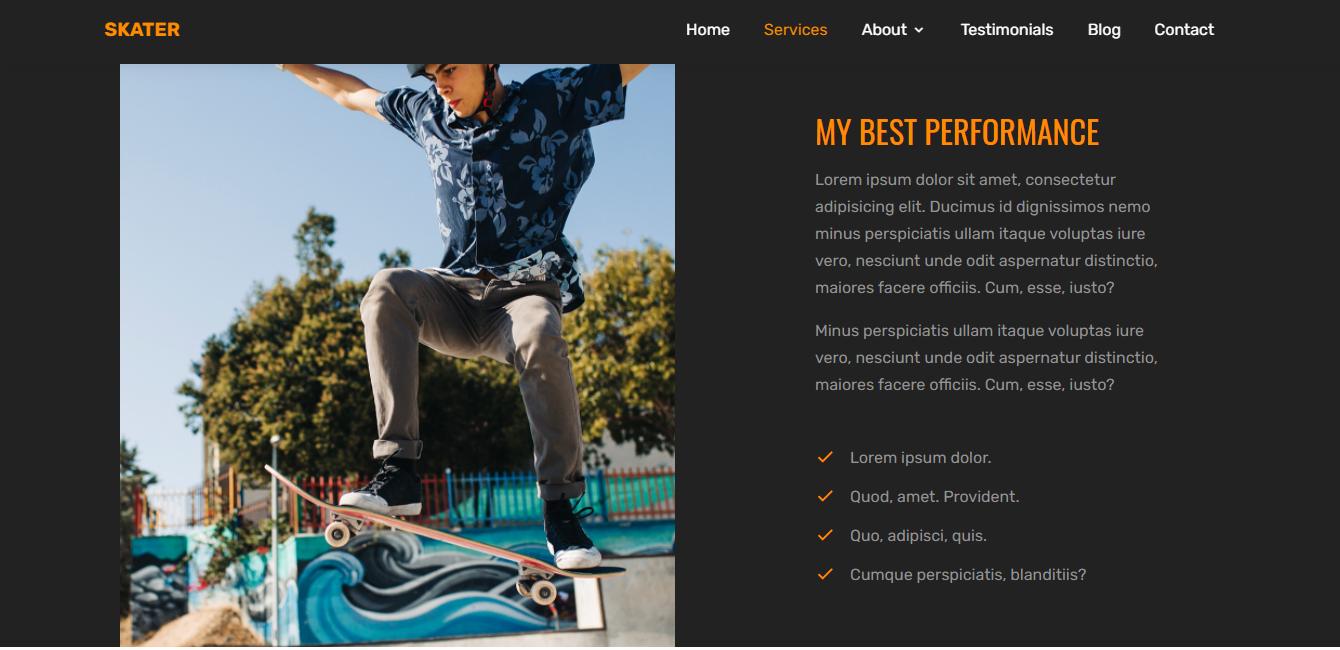 SKATER
Home Services About Testimonials Blog Contact
MY BEST PERFORMANCE
Lorem ipsum dolor sit amet, consectetur
adipisicing elit. Ducimus id dignissimos nemo
minus perspiciatis ullam itaque voluptas iure
vero, nesciunt unde odit aspernatur distinctio,
maiores facere officiis. Cum, esse, iusto?
Minus perspiciatis ullam itaque voluptas iure
vero, nesciunt unde odit aspernatur distinctio,
maiores facere officiis. Cum, esse, iusto?
Lorem ipsum dolor.
Quod, amet. Provident.
Quo, adipisci, quis.
Cumque perspiciatis, blanditiis?